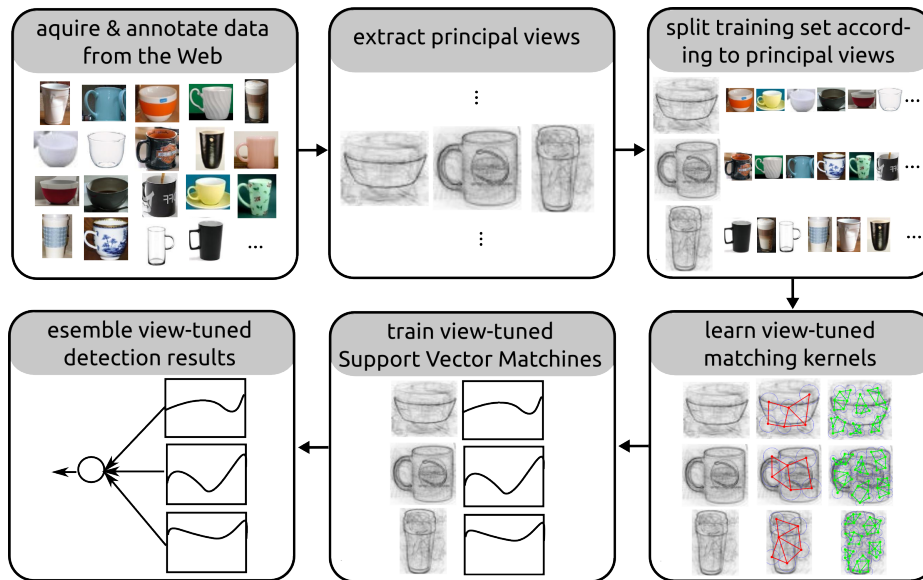 aquire & annotate data
from the Web
extract principal views
split training set accord-
ing to principal views
esemble view-tuned
detection results
train view-tuned
Support Vector Matchines
learn view-tuned
matching kernels